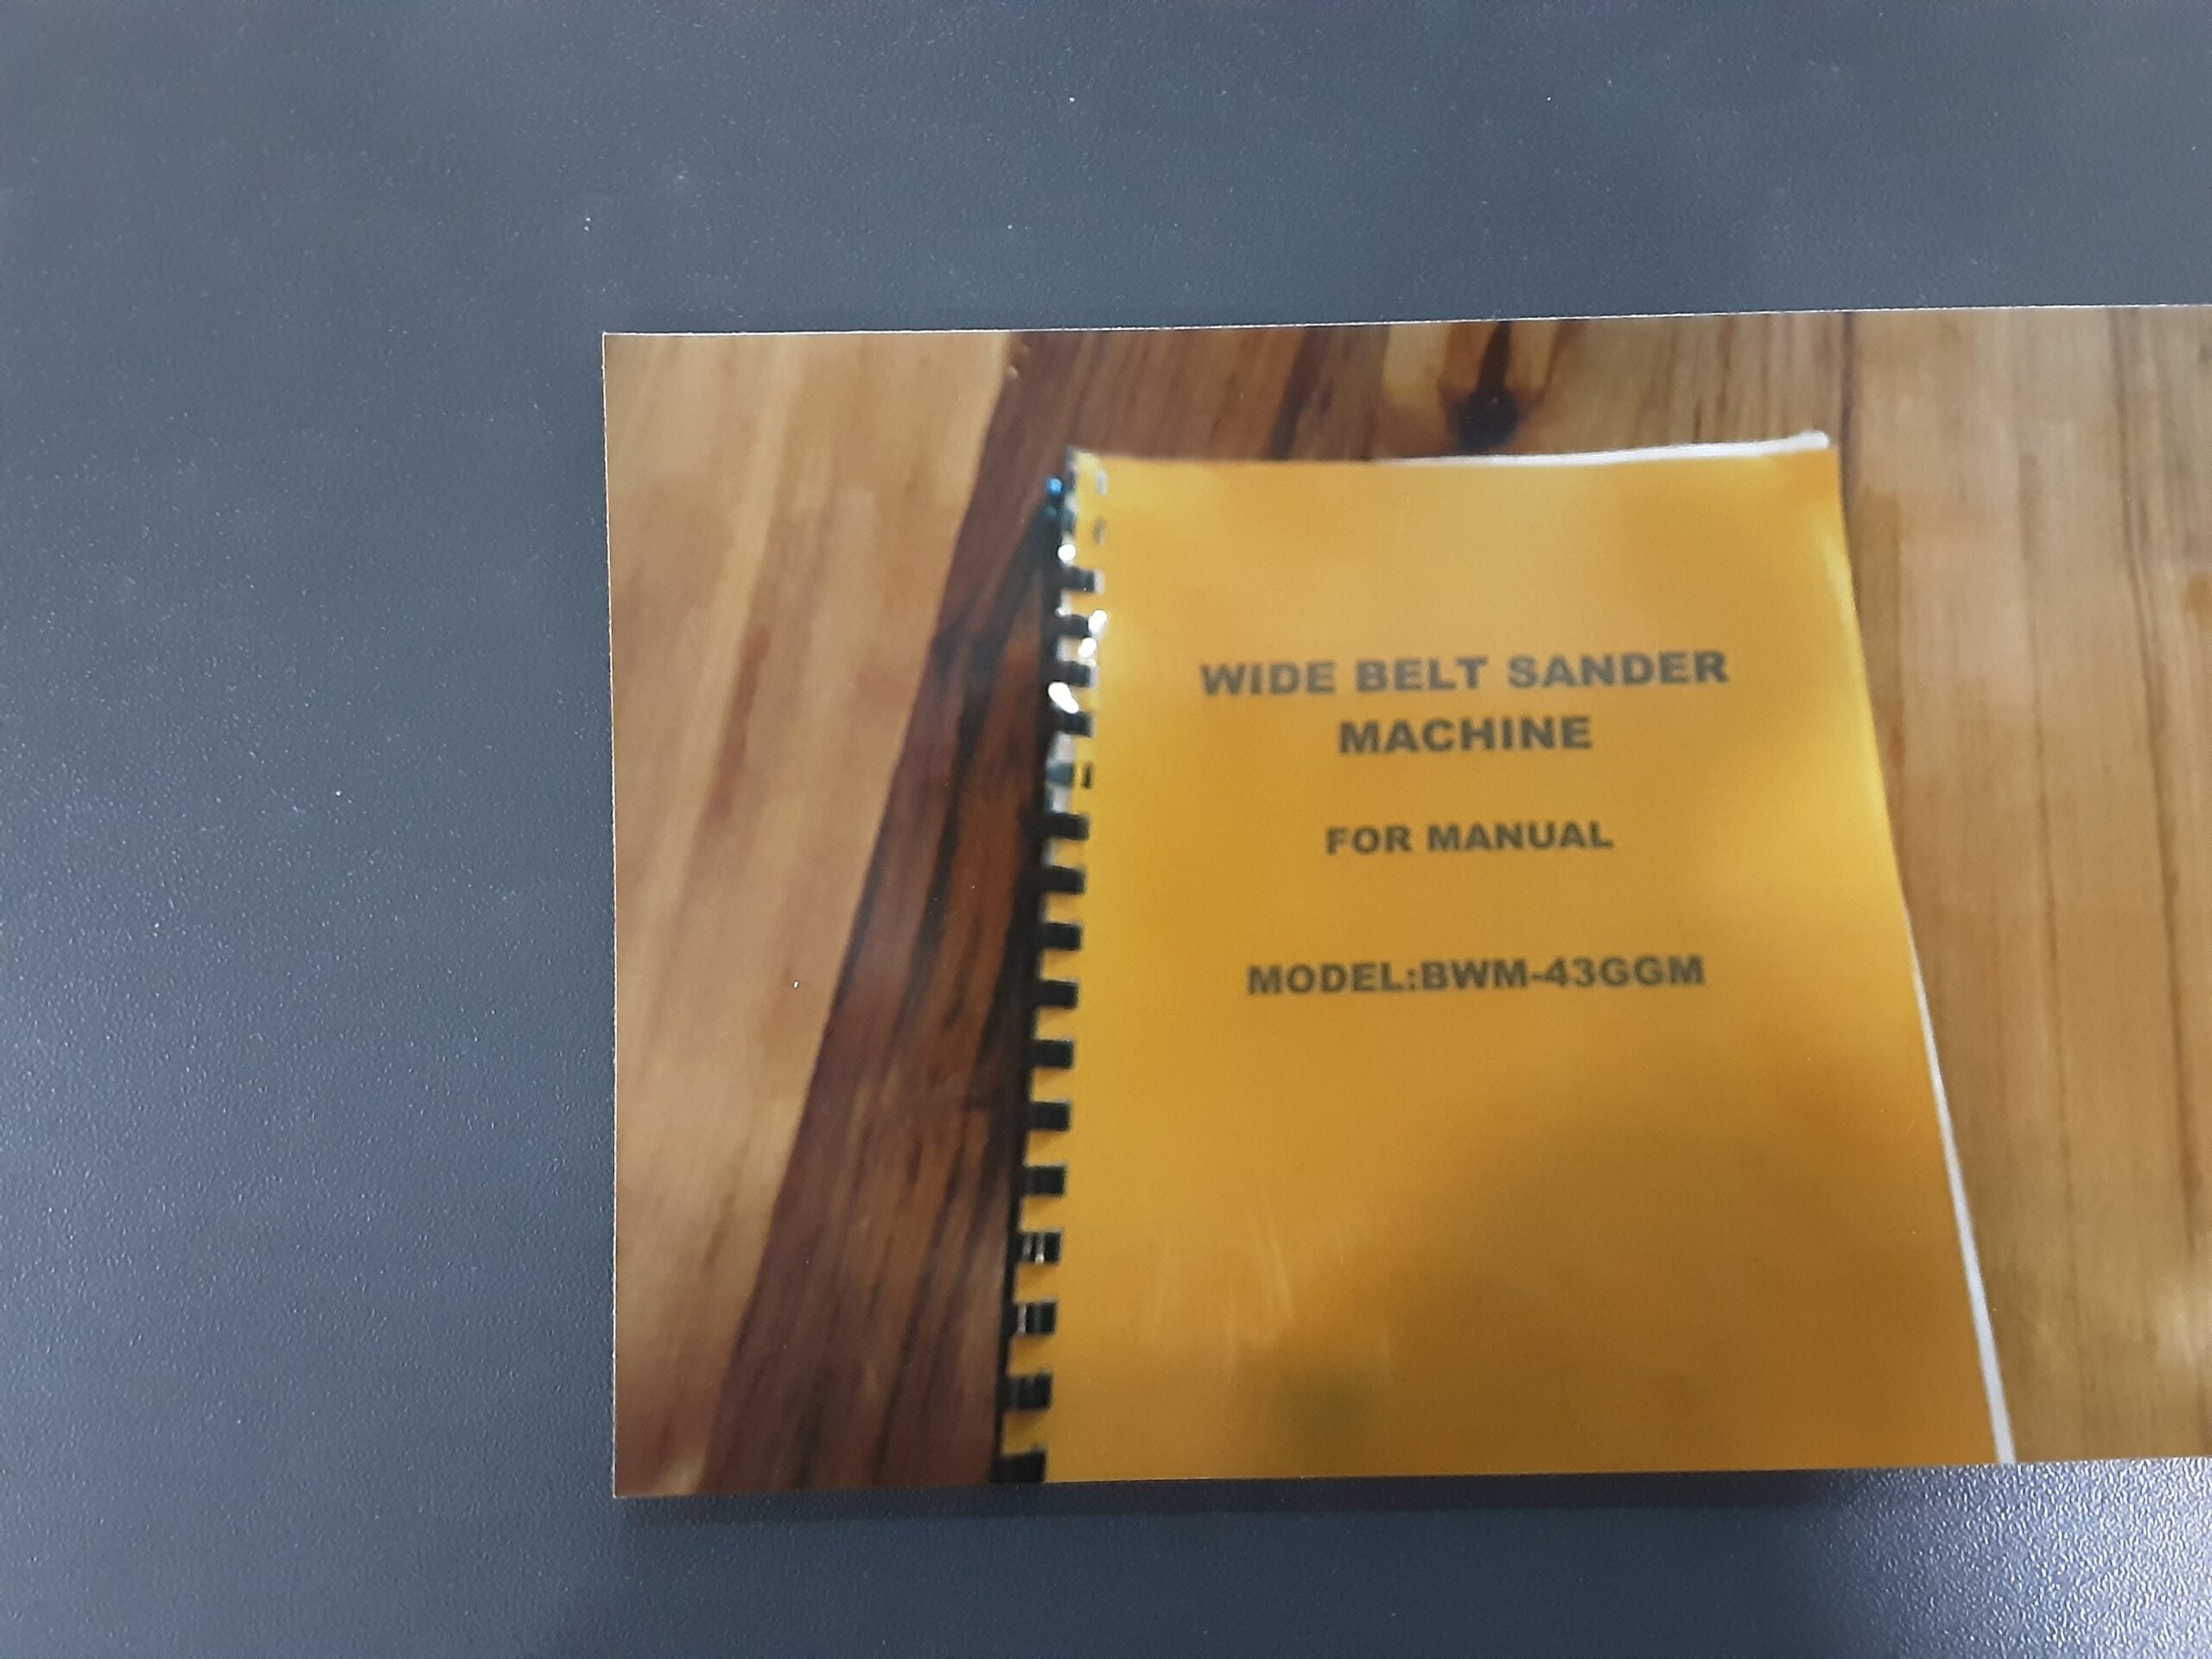 WIDE BELT SANDER
MACHINE
FOR MANUAL
MODEL:BWM-43GGM